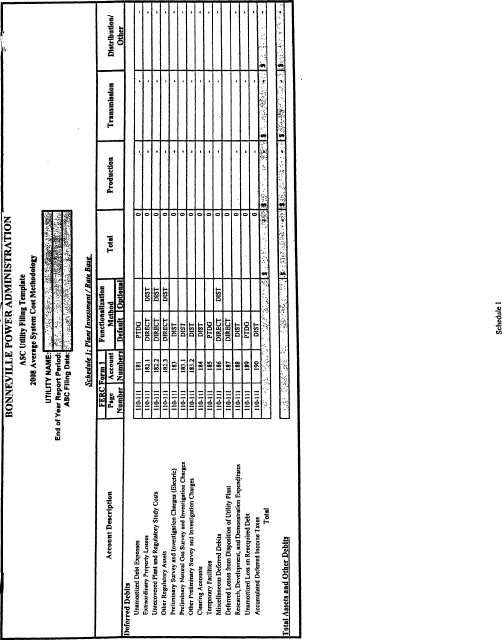 BONNEVILLE POWER ADMINISTRATION
ASC Utility Filing Template
2008 Average System Cost Methodology
UTILITY NAME:
End of Year Report Period:
ASC Filing Date:
Schedule 1: Plant Investment / Rate Base
Account Description FERC Form 1 Page Number Account Numbers Functionalization Method Default (Optional) Total Production Transmission Distribution/ Other
Deferred Debits
Unamortized Debt Expenses 110-111 181 PTDG 0 - - -
Extraordinary Property Losses 110-111 182.1 DIRECT DIST 0 - - -
Unrecovered Plant and Regulatory Study Costs 110-111 182.2 DIRECT DIST 0 - - -
Other Regulatory Assets 110-111 182.3 DIRECT DIST 0 - - -
Preliminary Survey and Investigation Charges (Electric) 110-111 183 DIST 0 - - -
Preliminary Natural Gas Survey and Investigation Charges 110-111 183.1 DIST 0 - - -
Other Preliminary Survey and Investigation Charges 110-111 183.2 DIST 0 - - -
Clearing Accounts 110-111 184 DIST 0 - - -
Temporary Facilities 110-111 185 PTDG 0 - - -
Miscellaneous Deferred Debits 110-111 186 DIRECT DIST 0 - - -
Deferred Losses from Disposition of Utility Plant 110-111 187 DIRECT 0 - - -
Research, Development, and Demonstration Expenditures 110-111 188 DIST 0 - - -
Unamortized Loss on Reacquired Debt 110-111 189 PTDG 0 - - -
Accumulated Deferred Income Taxes 110-111 190 DIST 0 - - -
Total $ - $ - $ - $ -
Total Assets and Other Debits $ - $ - $ - $ -
Schedule 1